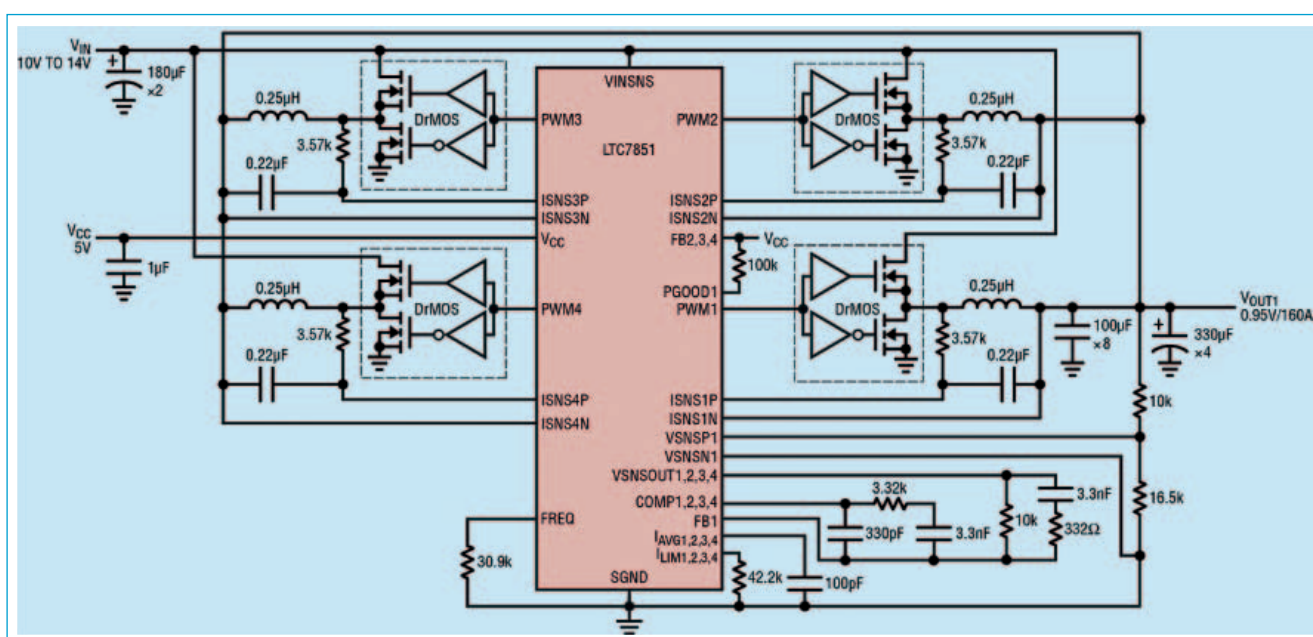 V_IN
10V TO 14V
180µF
×2
0.25µH
3.57k
0.22µF
DrMOS
V_CC
5V
1µF
0.25µH
3.57k
0.22µF
DrMOS
VINSNS
LTC7851
PWM3
ISNS3P
ISNS3N
V_CC
PWM4
ISNS4P
ISNS4N
FREQ
SGND
30.9k
PWM2
ISNS2P
ISNS2N
FB2,3,4
PGOOD1
PWM1
ISNS1P
ISNS1N
VSNSP1
VSNSN1
VSNSOUT1,2,3,4
COMP1,2,3,4
FB1
I_AVG1,2,3,4
I_LIM1,2,3,4
DrMOS
0.25µH
3.57k
0.22µF
V_CC
100k
DrMOS
0.25µH
3.57k
0.22µF
100µF
×8
330µF
×4
V_OUT1
0.95V/160A
10k
16.5k
3.32k
330pF
3.3nF
10k
3.3nF
332Ω
42.2k
100pF